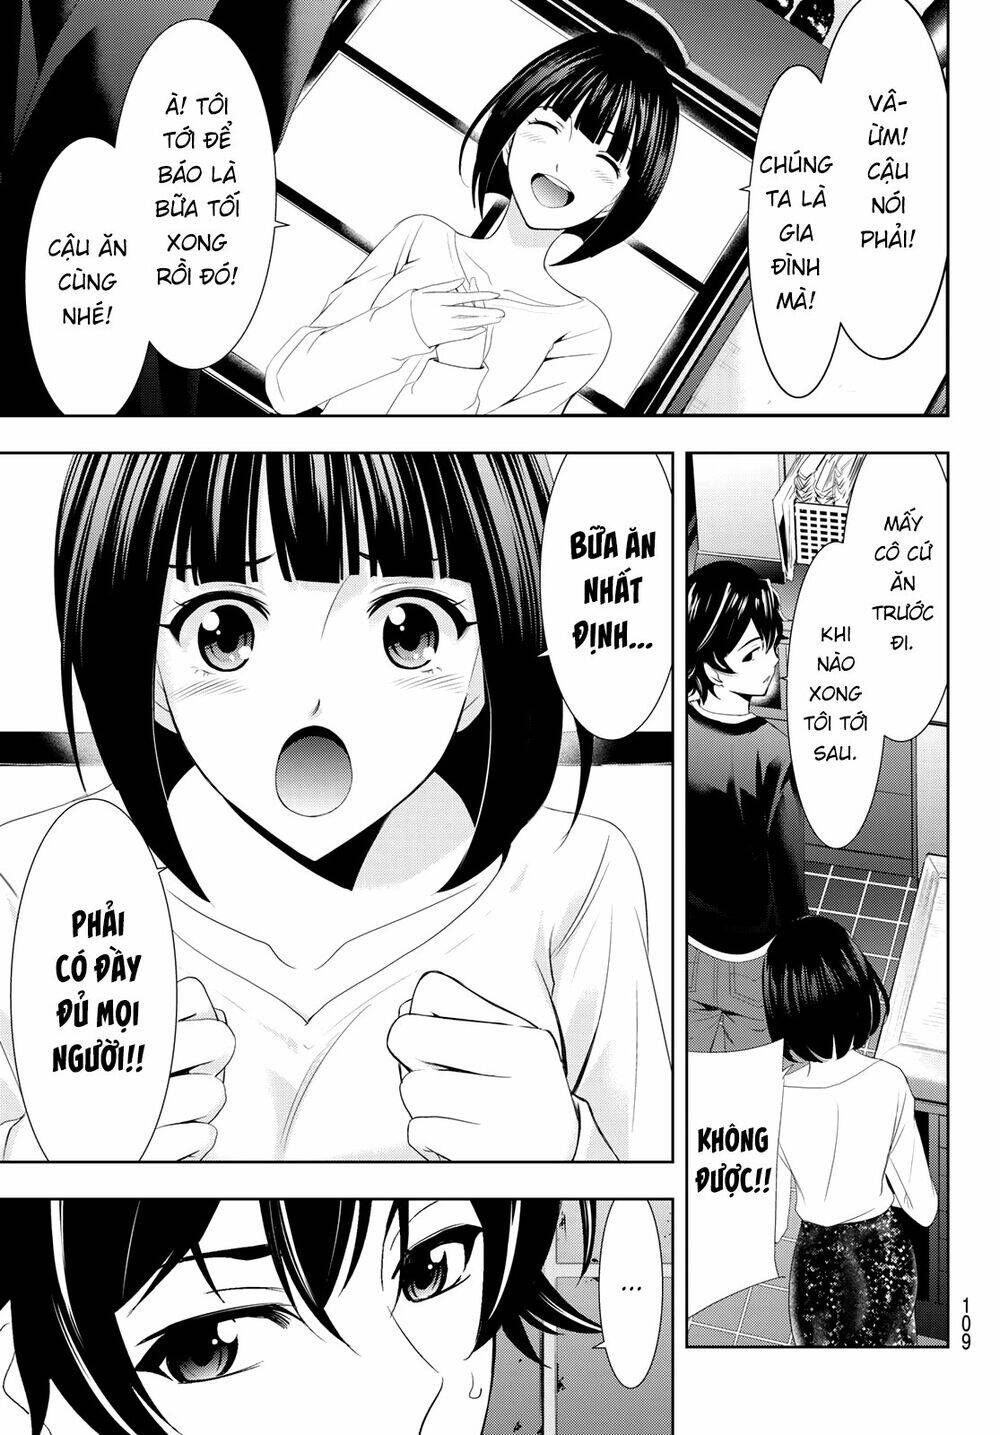 VÂ-
ỪM!
CẬU
NÓI
PHẢI!
CHÚNG
TA LÀ
GIA
ĐÌNH
MÀ!
À! TÔI
TỚI ĐỂ
BÁO LÀ
BỮA TỐI
XONG
RỒI ĐÓ!
CẬU ĂN
CÙNG
NHÉ!
MẤY
CÔ CỨ
ĂN
TRƯỚC
ĐI.
KHI
NÀO
XONG
TÔI TỚI
SAU.
KHÔNG
ĐƯỢC!!
BỮA ĂN
NHẤT
ĐỊNH...
PHẢI
CÓ ĐẦY
ĐỦ MỌI
NGƯỜI!!
...
109